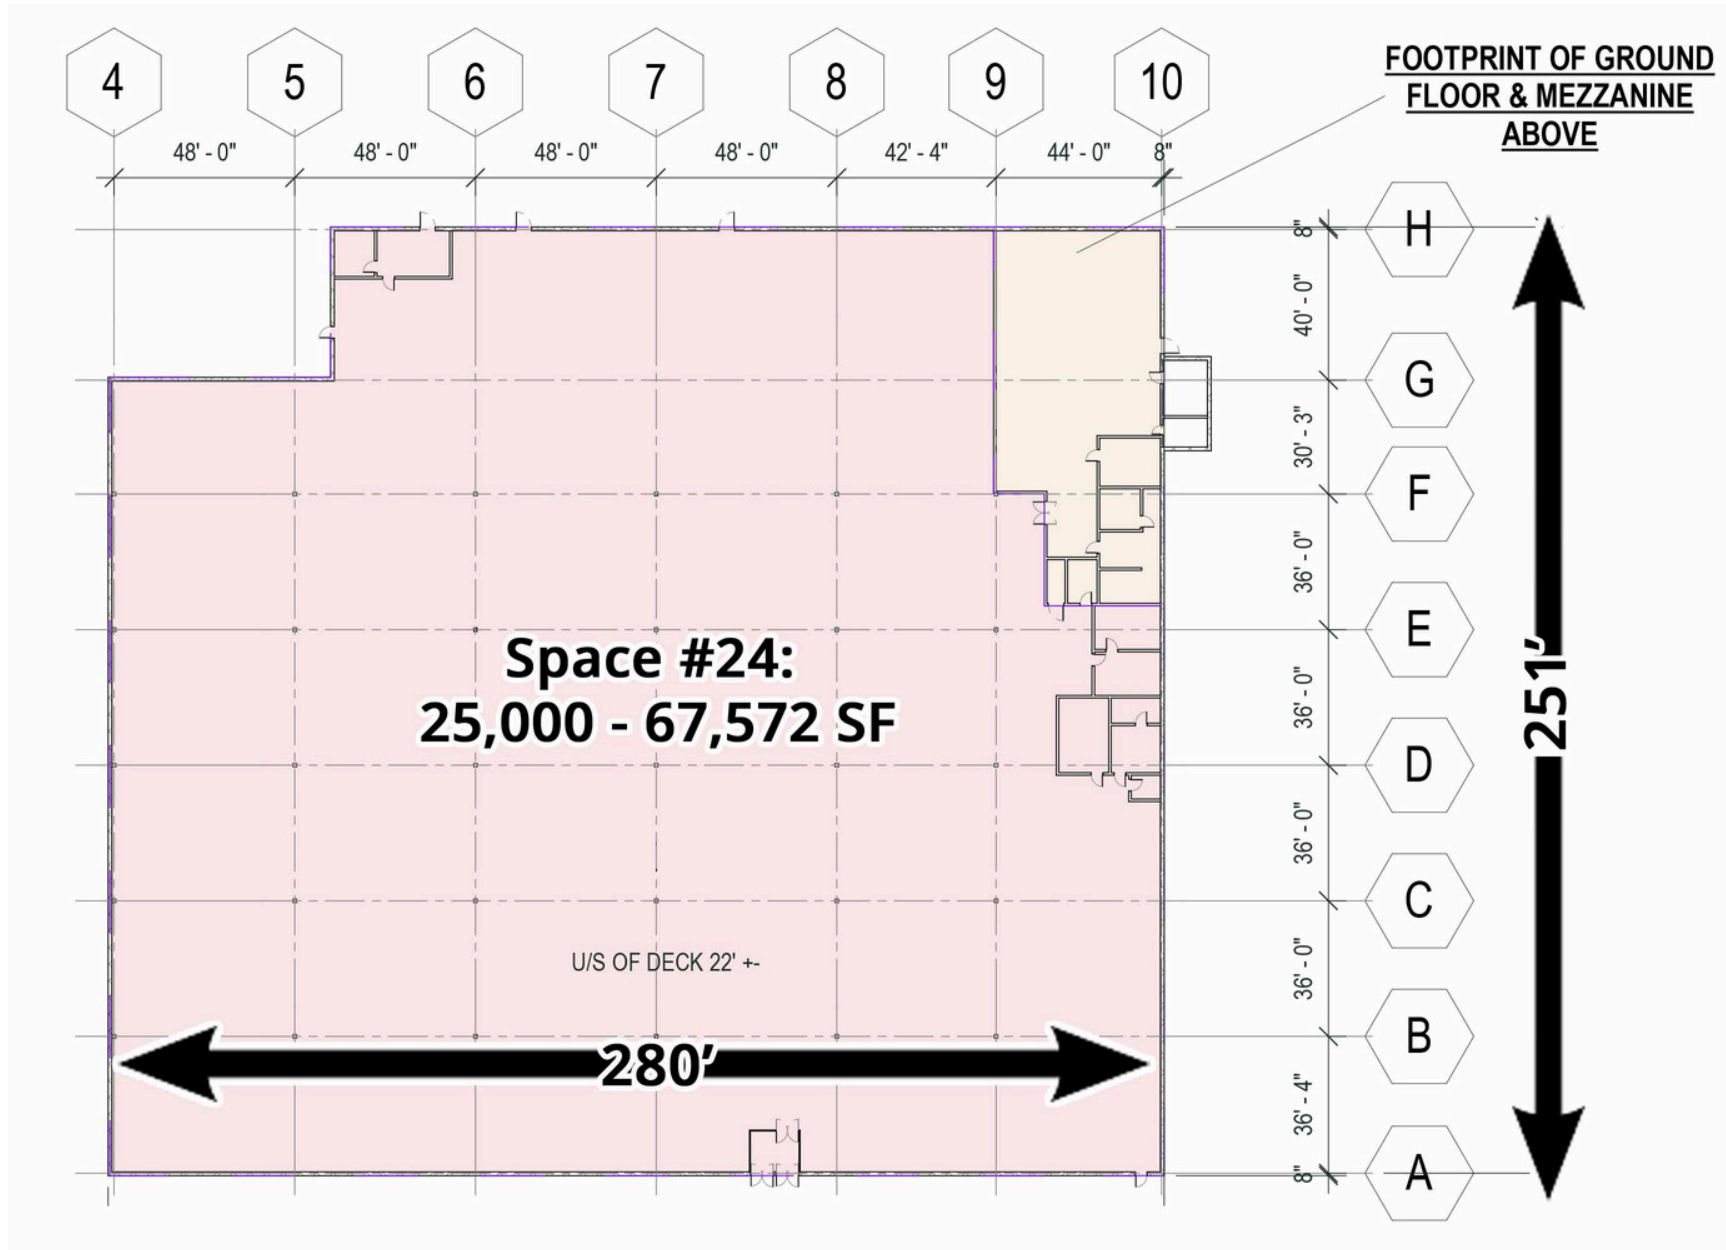 4
5
6
7
8
9
10
FOOTPRINT OF GROUND
FLOOR & MEZZANINE
ABOVE
48' - 0"
48' - 0"
48' - 0"
48' - 0"
42' - 4"
44' - 0"
8"
8"
H
40' - 0"
G
30' - 3"
F
36' - 0"
E
36' - 0"
D
36' - 0"
C
36' - 0"
B
36' - 4"
8"
A
251’
Space #24:
25,000 - 67,572 SF
U/S OF DECK 22' +-
280’